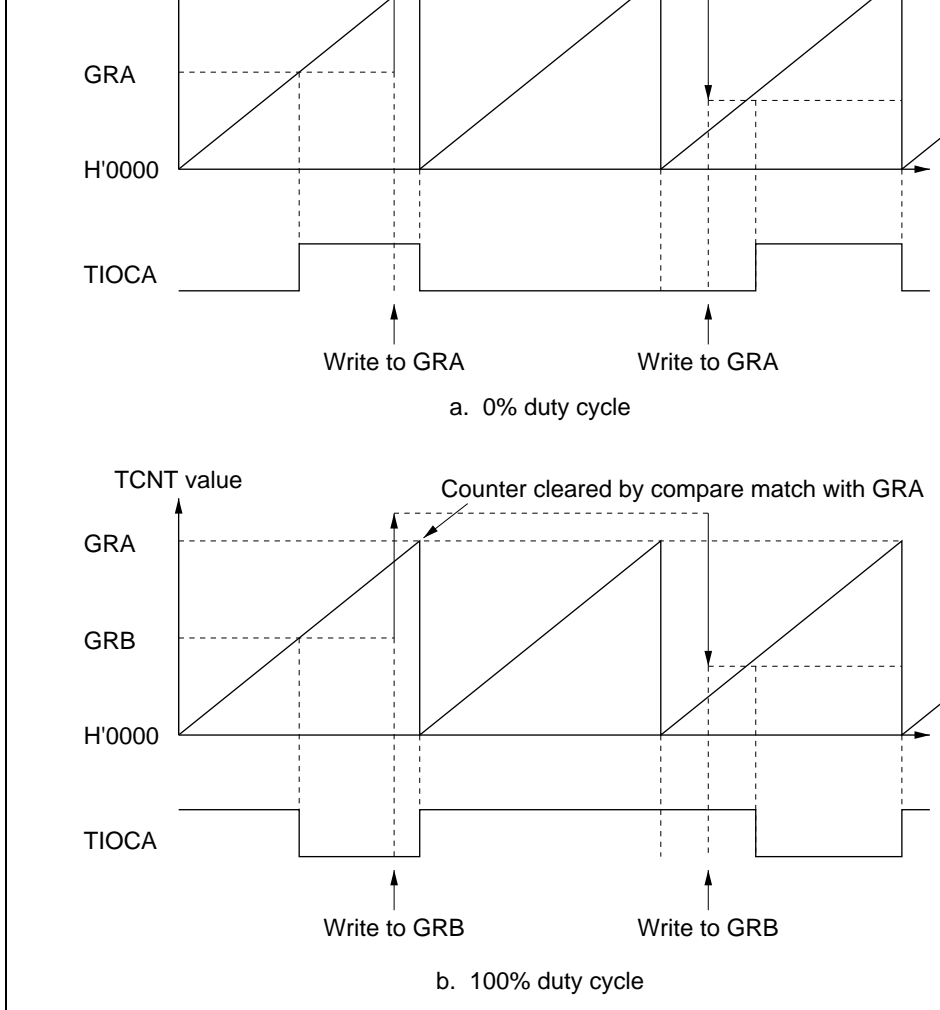 GRA
H'0000
TIOCA
Write to GRA Write to GRA
a. 0% duty cycle
TCNT value
Counter cleared by compare match with GRA
GRA
GRB
H'0000
TIOCA
Write to GRB Write to GRB
b. 100% duty cycle